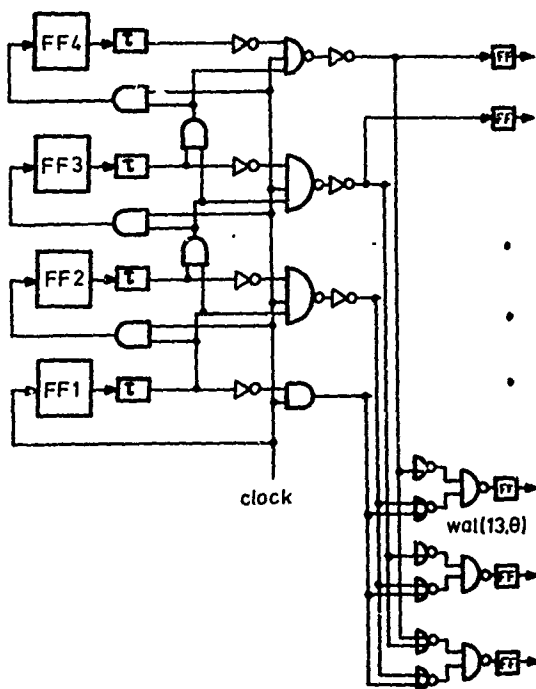 FF4 τ
FF
FF
FF3 τ
FF2 τ
FF1 τ
clock
FF
wal(13,θ)
FF
FF